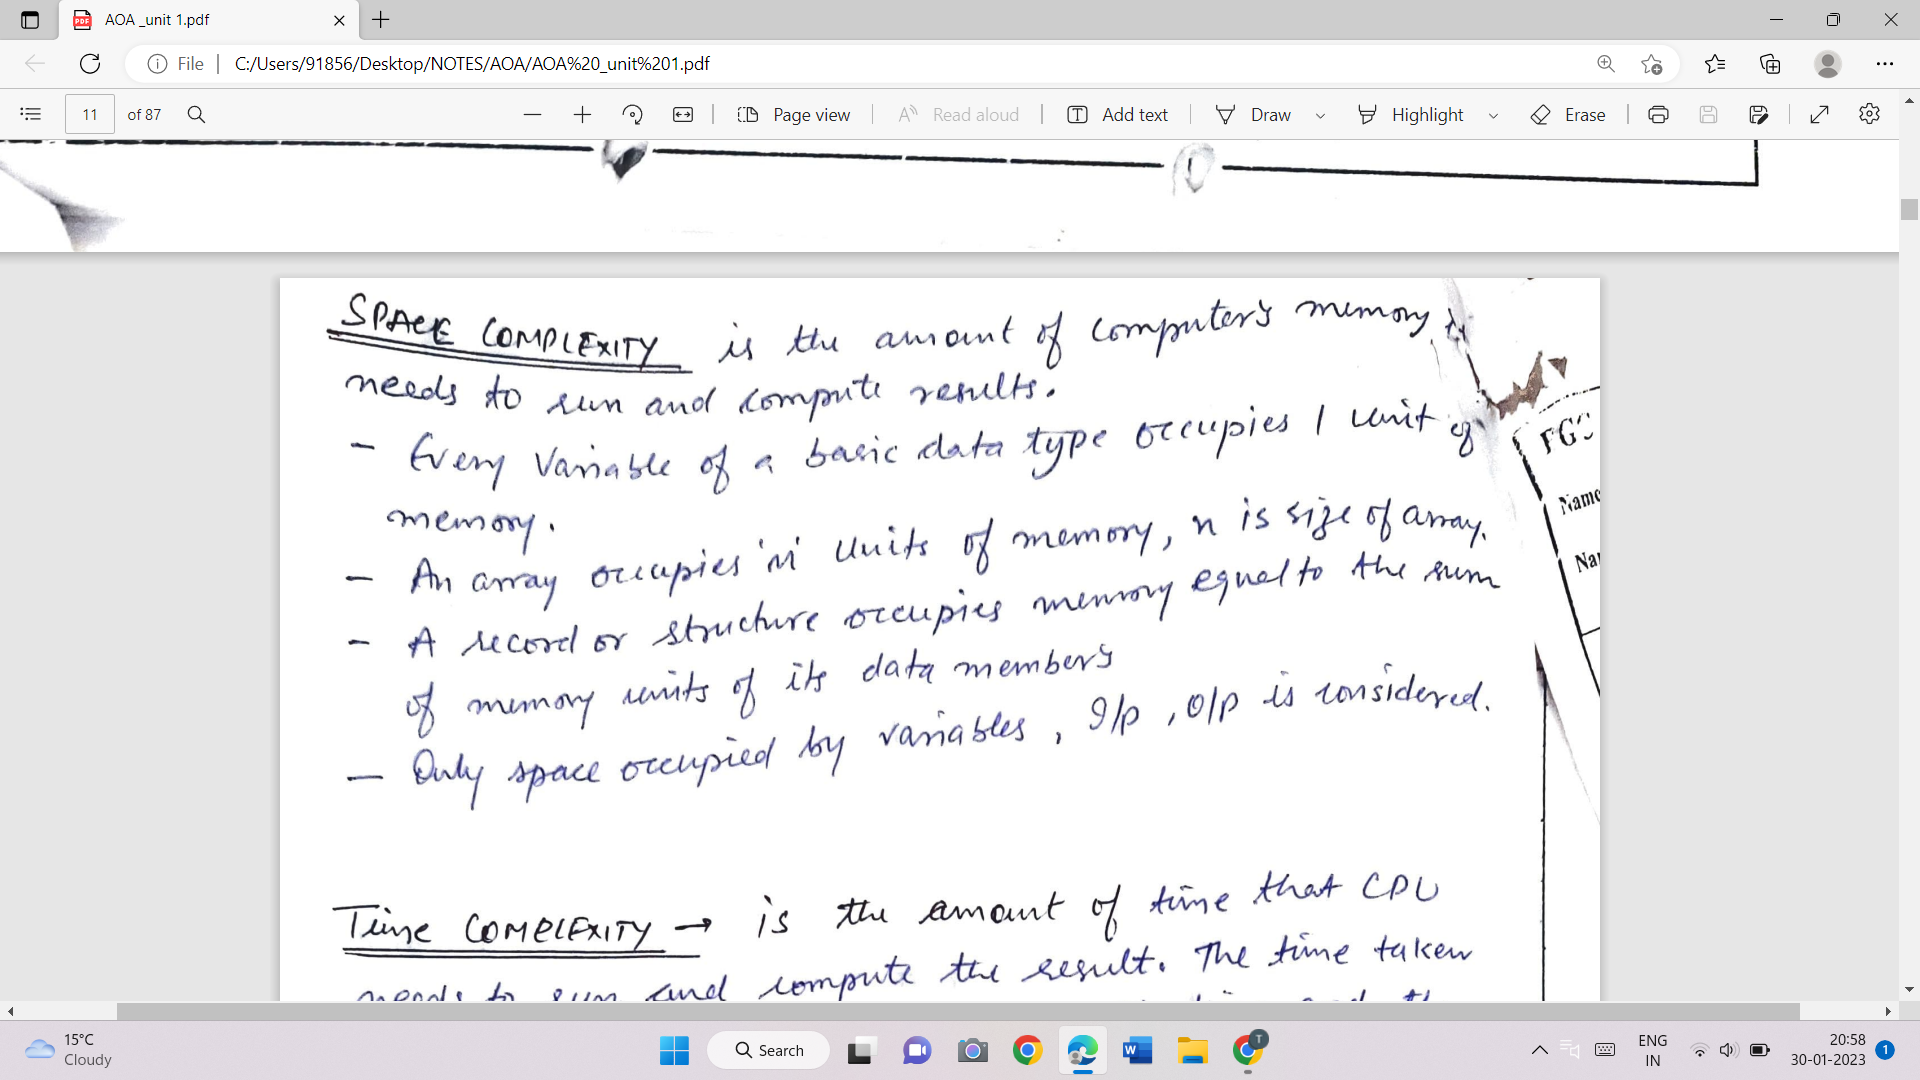 AOA _unit 1.pdf
File
C:/Users/91856/Desktop/NOTES/AOA/AOA%20_unit%201.pdf
11 of 87
Page view
Read aloud
Add text
Draw
Highlight
Erase
SPACE COMPLEXITY is the amount of computer's memory it
needs to run and compute results.
- Every Variable of a basic data type occupies 1 unit of
memory.
- An array occupies 'n' units of memory, n is size of array.
- A record or structure occupies memory equal to the sum
of memory units of its data member's
- Only space occupied by variables, I/p, O/p is considered.
Time COMPLEXITY → is the amount of time that CPU
needs to run and compute the result. The time taken
Name
15°C
Cloudy
Search
ENG
IN
20:58
30-01-2023
1